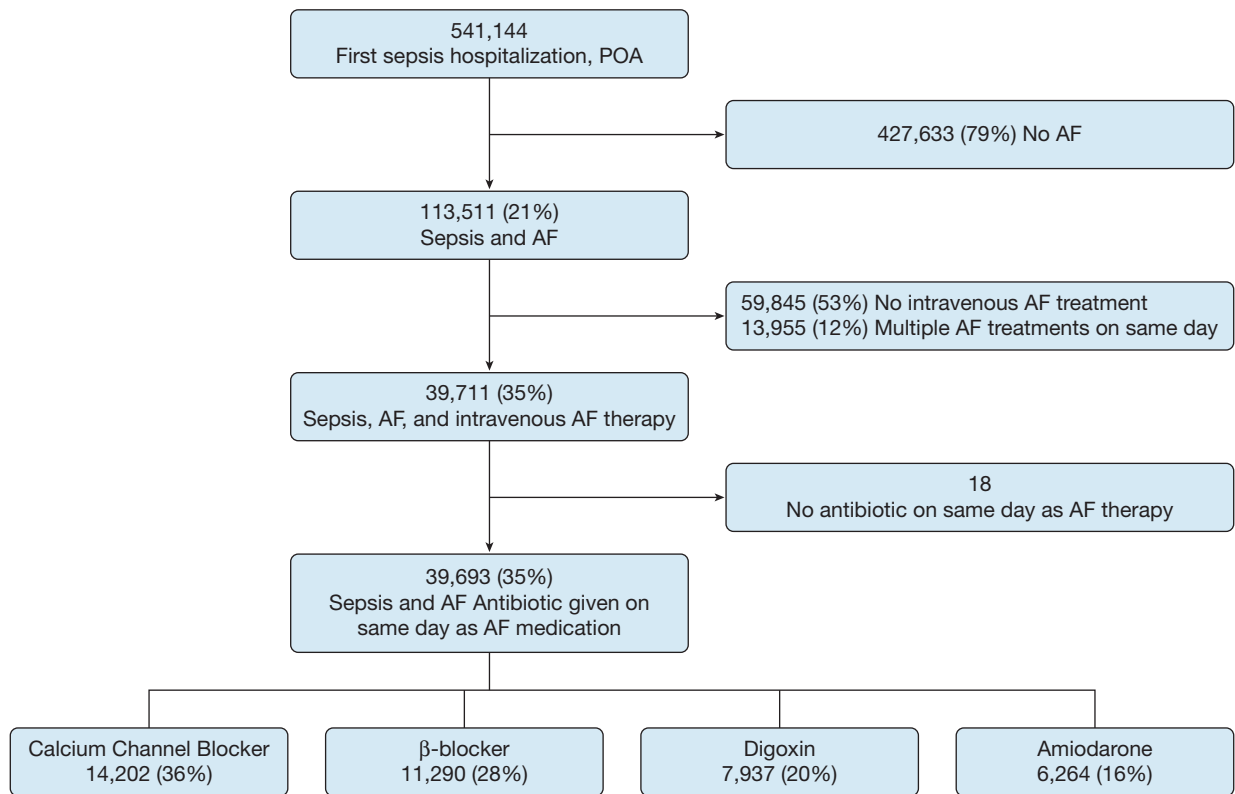 541,144
First sepsis hospitalization, POA
427,633 (79%) No AF
113,511 (21%)
Sepsis and AF
59,845 (53%) No intravenous AF treatment
13,955 (12%) Multiple AF treatments on same day
39,711 (35%)
Sepsis, AF, and intravenous AF therapy
18
No antibiotic on same day as AF therapy
39,693 (35%)
Sepsis and AF Antibiotic given on
same day as AF medication
Calcium Channel Blocker
14,202 (36%)
β-blocker
11,290 (28%)
Digoxin
7,937 (20%)
Amiodarone
6,264 (16%)